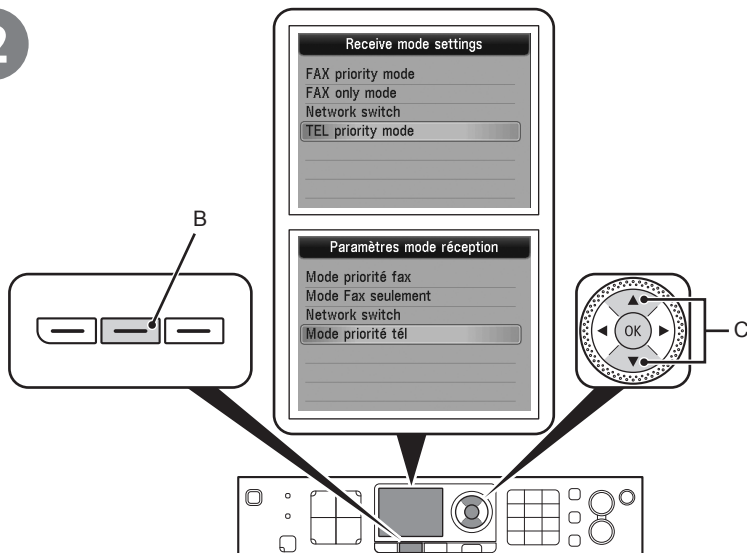 2
Receive mode settings
FAX priority mode
FAX only mode
Network switch
TEL priority mode
B
Paramètres mode réception
Mode priorité fax
Mode Fax seulement
Network switch
Mode priorité tél
OK
C